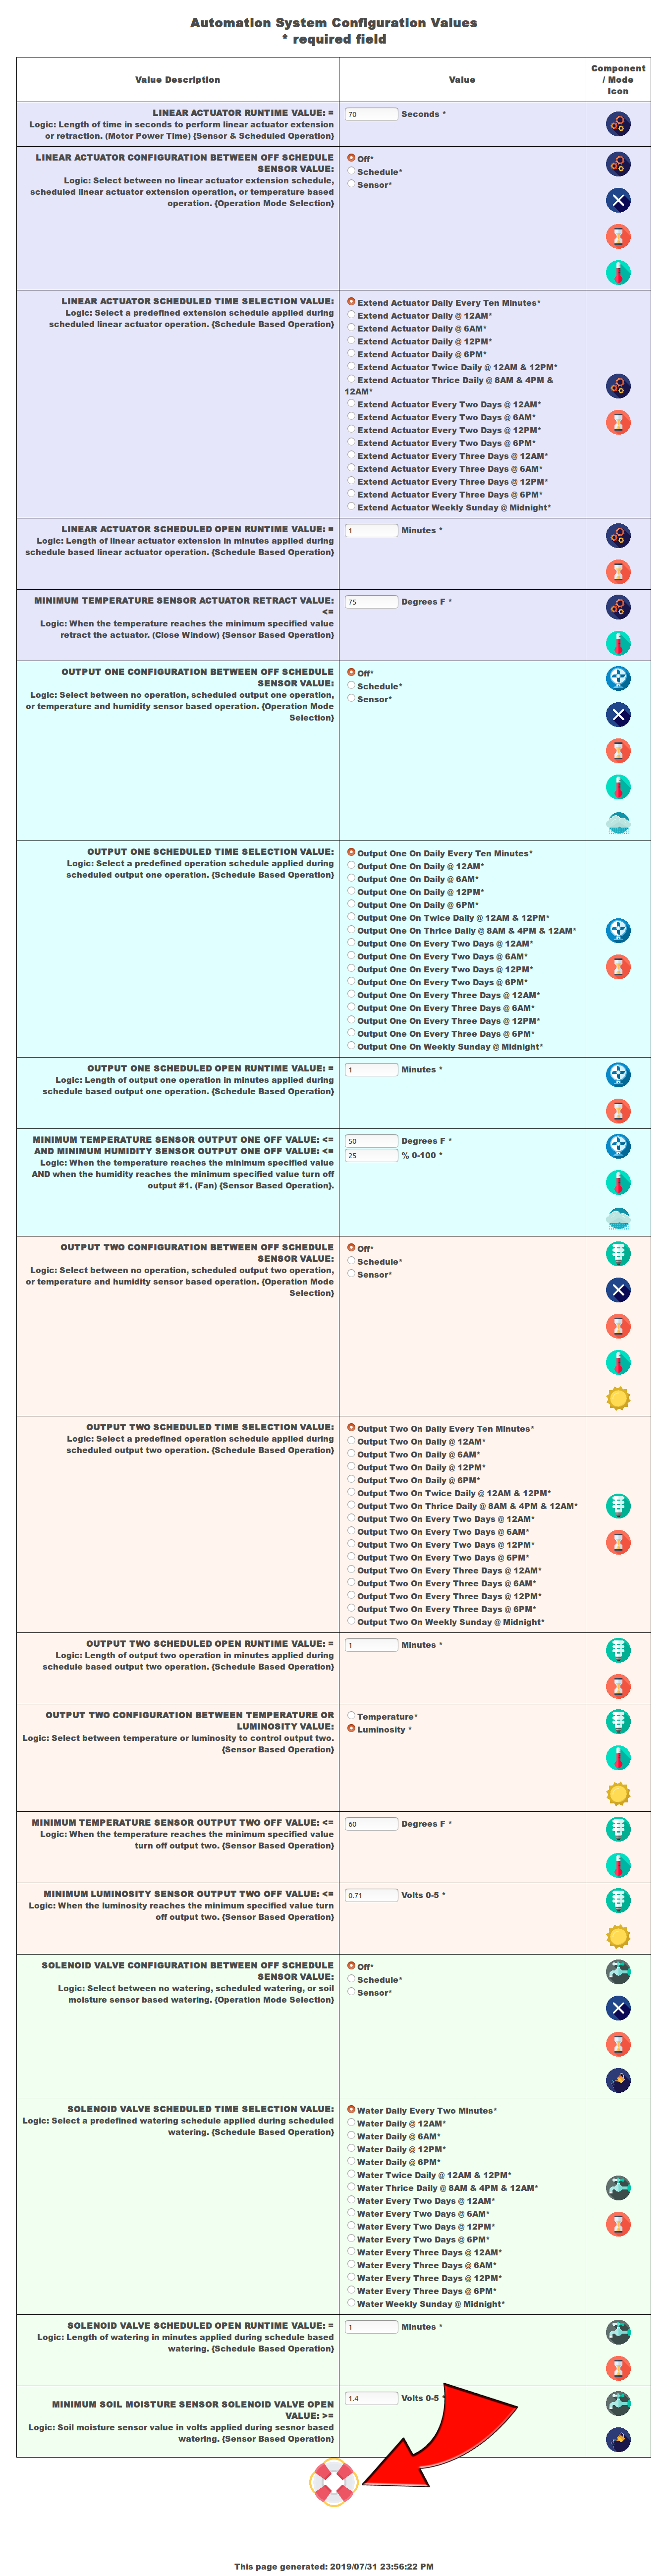 Automation System Configuration Values
* required field
Value Description
Value
Component
/ Mode
Icon
LINEAR ACTUATOR RUNTIME VALUE: =
Logic: Length of time in seconds to perform linear actuator extension
or retraction. (Motor Power Time) {Sensor & Scheduled Operation}
70 Seconds *
LINEAR ACTUATOR CONFIGURATION BETWEEN OFF SCHEDULE
SENSOR VALUE:
Logic: Select between no linear actuator extension schedule,
scheduled linear actuator extension operation, or temperature based
operation. {Operation Mode Selection}
Off*
Schedule*
Sensor*
LINEAR ACTUATOR SCHEDULED TIME SELECTION VALUE:
Logic: Select a predefined extension schedule applied during
scheduled linear actuator operation. {Schedule Based Operation}
Extend Actuator Daily Every Ten Minutes*
Extend Actuator Daily @ 12AM*
Extend Actuator Daily @ 6AM*
Extend Actuator Daily @ 12PM*
Extend Actuator Daily @ 6PM*
Extend Actuator Twice Daily @ 12AM & 12PM*
Extend Actuator Thrice Daily @ 8AM & 4PM &
12AM*
Extend Actuator Every Two Days @ 12AM*
Extend Actuator Every Two Days @ 6AM*
Extend Actuator Every Two Days @ 12PM*
Extend Actuator Every Two Days @ 6PM*
Extend Actuator Every Three Days @ 12AM*
Extend Actuator Every Three Days @ 6AM*
Extend Actuator Every Three Days @ 12PM*
Extend Actuator Every Three Days @ 6PM*
Extend Actuator Weekly Sunday @ Midnight*
LINEAR ACTUATOR SCHEDULED OPEN RUNTIME VALUE: =
Logic: Length of linear actuator extension in minutes applied during
schedule based linear actuator operation. {Schedule Based Operation}
1 Minutes *
MINIMUM TEMPERATURE SENSOR ACTUATOR RETRACT VALUE:
<=
Logic: When the temperature reaches the minimum specified value
retract the actuator. (Close Window) {Sensor Based Operation}
75 Degrees F *
OUTPUT ONE CONFIGURATION BETWEEN OFF SCHEDULE
SENSOR VALUE:
Logic: Select between no operation, scheduled output one operation,
or temperature and humidity sensor based operation. {Operation Mode
Selection}
Off*
Schedule*
Sensor*
OUTPUT ONE SCHEDULED TIME SELECTION VALUE:
Logic: Select a predefined operation schedule applied during
scheduled output one operation. {Schedule Based Operation}
Output One On Daily Every Ten Minutes*
Output One On Daily @ 12AM*
Output One On Daily @ 6AM*
Output One On Daily @ 12PM*
Output One On Daily @ 6PM*
Output One On Twice Daily @ 12AM & 12PM*
Output One On Thrice Daily @ 8AM & 4PM & 12AM*
Output One On Every Two Days @ 12AM*
Output One On Every Two Days @ 6AM*
Output One On Every Two Days @ 12PM*
Output One On Every Two Days @ 6PM*
Output One On Every Three Days @ 12AM*
Output One On Every Three Days @ 6AM*
Output One On Every Three Days @ 12PM*
Output One On Every Three Days @ 6PM*
Output One On Weekly Sunday @ Midnight*
OUTPUT ONE SCHEDULED OPEN RUNTIME VALUE: =
Logic: Length of output one operation in minutes applied during
schedule based output one operation. {Schedule Based Operation}
1 Minutes *
MINIMUM TEMPERATURE SENSOR OUTPUT ONE OFF VALUE: <=
AND MINIMUM HUMIDITY SENSOR OUTPUT ONE OFF VALUE: <=
Logic: When the temperature reaches the minimum specified value
AND when the humidity reaches the minimum specified value turn off
output #1. (Fan) {Sensor Based Operation}.
50 Degrees F *
25 % 0-100 *
OUTPUT TWO CONFIGURATION BETWEEN OFF SCHEDULE
SENSOR VALUE:
Logic: Select between no operation, scheduled output two operation,
or temperature and humidity sensor based operation. {Operation Mode
Selection}
Off*
Schedule*
Sensor*
OUTPUT TWO SCHEDULED TIME SELECTION VALUE:
Logic: Select a predefined operation schedule applied during
scheduled output two operation. {Schedule Based Operation}
Output Two On Daily Every Ten Minutes*
Output Two On Daily @ 12AM*
Output Two On Daily @ 6AM*
Output Two On Daily @ 12PM*
Output Two On Daily @ 6PM*
Output Two On Twice Daily @ 12AM & 12PM*
Output Two On Thrice Daily @ 8AM & 4PM & 12AM*
Output Two On Every Two Days @ 12AM*
Output Two On Every Two Days @ 6AM*
Output Two On Every Two Days @ 12PM*
Output Two On Every Two Days @ 6PM*
Output Two On Every Three Days @ 12AM*
Output Two On Every Three Days @ 6AM*
Output Two On Every Three Days @ 12PM*
Output Two On Every Three Days @ 6PM*
Output Two On Weekly Sunday @ Midnight*
OUTPUT TWO SCHEDULED OPEN RUNTIME VALUE: =
Logic: Length of output two operation in minutes applied during
schedule based output two operation. {Schedule Based Operation}
1 Minutes *
OUTPUT TWO CONFIGURATION BETWEEN TEMPERATURE OR
LUMINOSITY VALUE:
Logic: Select between temperature or luminosity to control output two.
{Sensor Based Operation}
Temperature*
Luminosity *
MINIMUM TEMPERATURE SENSOR OUTPUT TWO OFF VALUE: <=
Logic: When the temperature reaches the minimum specified value
turn off output two. {Sensor Based Operation}
60 Degrees F *
MINIMUM LUMINOSITY SENSOR OUTPUT TWO OFF VALUE: <=
Logic: When the luminosity reaches the minimum specified value turn
off output two. {Sensor Based Operation}
0.71 Volts 0-5 *
SOLENOID VALVE CONFIGURATION BETWEEN OFF SCHEDULE
SENSOR VALUE:
Logic: Select between no watering, scheduled watering, or soil
moisture sensor based watering. {Operation Mode Selection}
Off*
Schedule*
Sensor*
SOLENOID VALVE SCHEDULED TIME SELECTION VALUE:
Logic: Select a predefined watering schedule applied during scheduled
watering. {Schedule Based Operation}
Water Daily Every Two Minutes*
Water Daily @ 12AM*
Water Daily @ 6AM*
Water Daily @ 12PM*
Water Daily @ 6PM*
Water Twice Daily @ 12AM & 12PM*
Water Thrice Daily @ 8AM & 4PM & 12AM*
Water Every Two Days @ 12AM*
Water Every Two Days @ 6AM*
Water Every Two Days @ 12PM*
Water Every Two Days @ 6PM*
Water Every Three Days @ 12AM*
Water Every Three Days @ 6AM*
Water Every Three Days @ 12PM*
Water Every Three Days @ 6PM*
Water Weekly Sunday @ Midnight*
SOLENOID VALVE SCHEDULED OPEN RUNTIME VALUE: =
Logic: Length of watering in minutes applied during schedule based
watering. {Schedule Based Operation}
1 Minutes *
MINIMUM SOIL MOISTURE SENSOR SOLENOID VALVE OPEN
VALUE: >=
Logic: Soil moisture sensor value in volts applied during sesnor based
watering. {Sensor Based Operation}
1.4 Volts 0-5 *
This page generated: 2019/07/31 23:56:22 PM